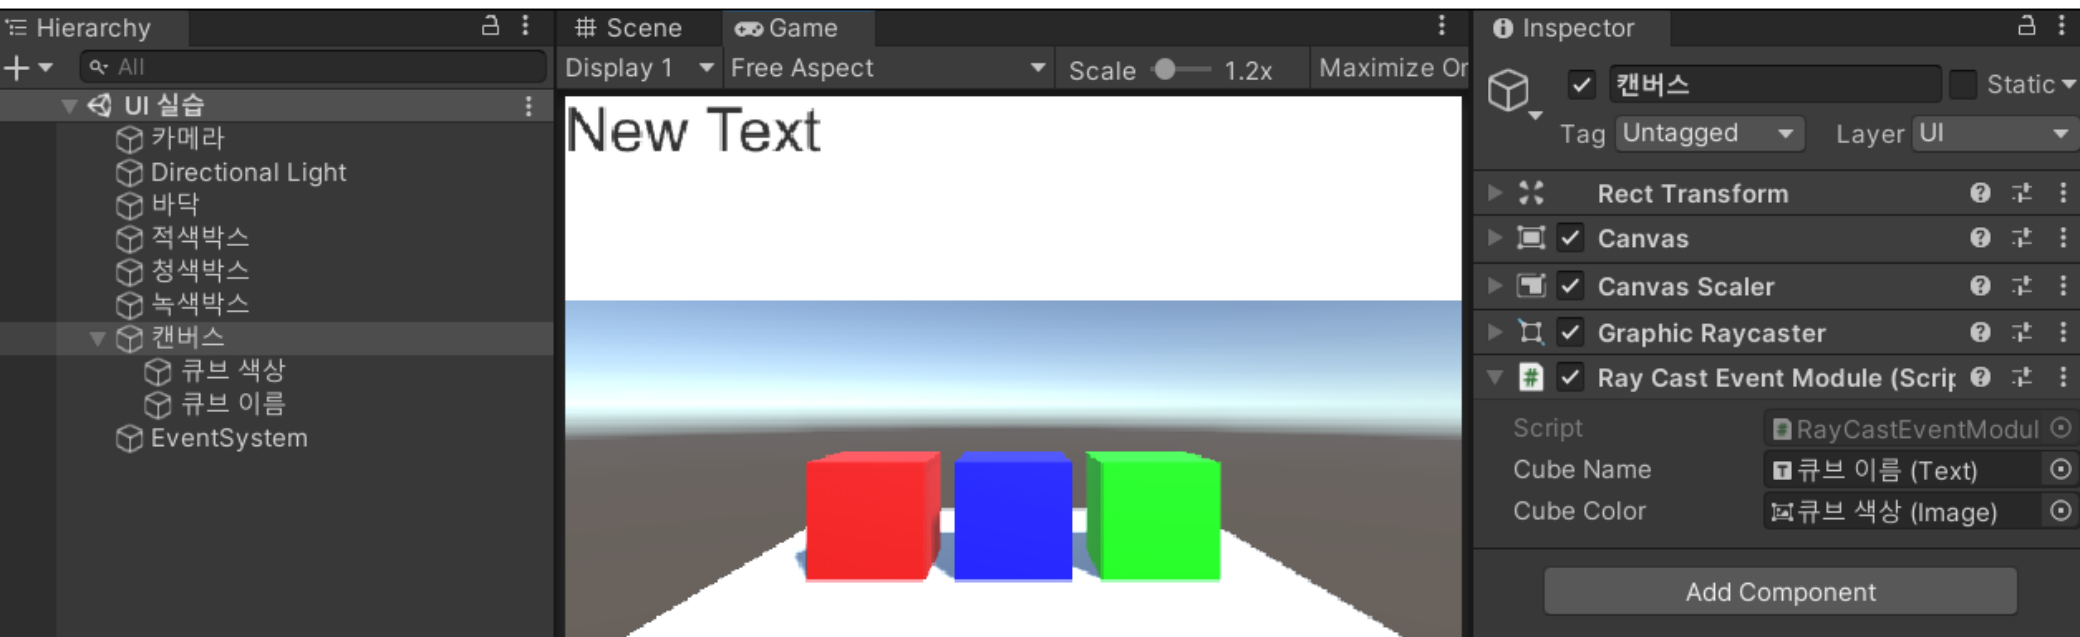 Hierarchy
All
UI 실습
카메라
Directional Light
바닥
적색박스
청색박스
녹색박스
캔버스
큐브 색상
큐브 이름
EventSystem
Scene
Game
Display 1
Free Aspect
Scale
1.2x
Maximize Or
New Text
Inspector
캔버스
Static
Tag Untagged
Layer UI
Rect Transform
Canvas
Canvas Scaler
Graphic Raycaster
# Ray Cast Event Module (Scrip
Script RayCastEventModul
Cube Name 큐브 이름 (Text)
Cube Color 큐브 색상 (Image)
Add Component